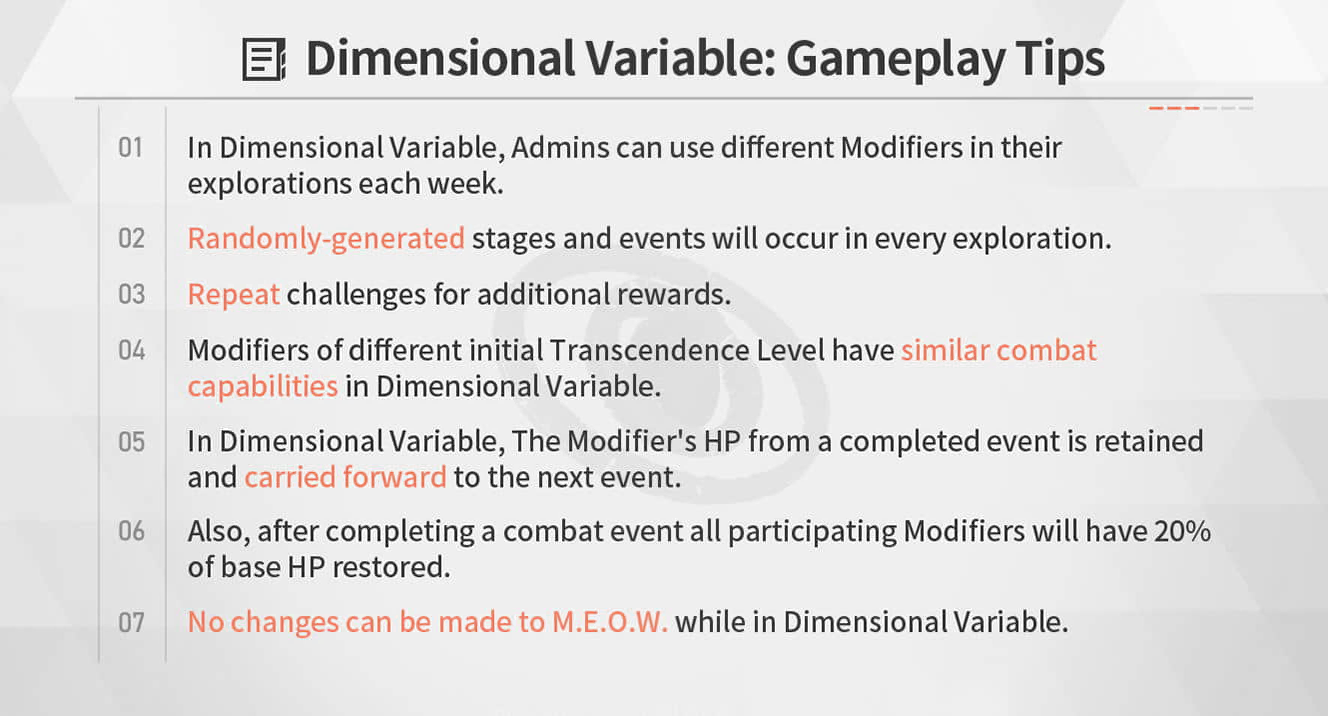 Dimensional Variable: Gameplay Tips
01 In Dimensional Variable, Admins can use different Modifiers in their
explorations each week.
02 Randomly-generated stages and events will occur in every exploration.
03 Repeat challenges for additional rewards.
04 Modifiers of different initial Transcendence Level have similar combat
capabilities in Dimensional Variable.
05 In Dimensional Variable, The Modifier's HP from a completed event is retained
and carried forward to the next event.
06 Also, after completing a combat event all participating Modifiers will have 20%
of base HP restored.
07 No changes can be made to M.E.O.W. while in Dimensional Variable.